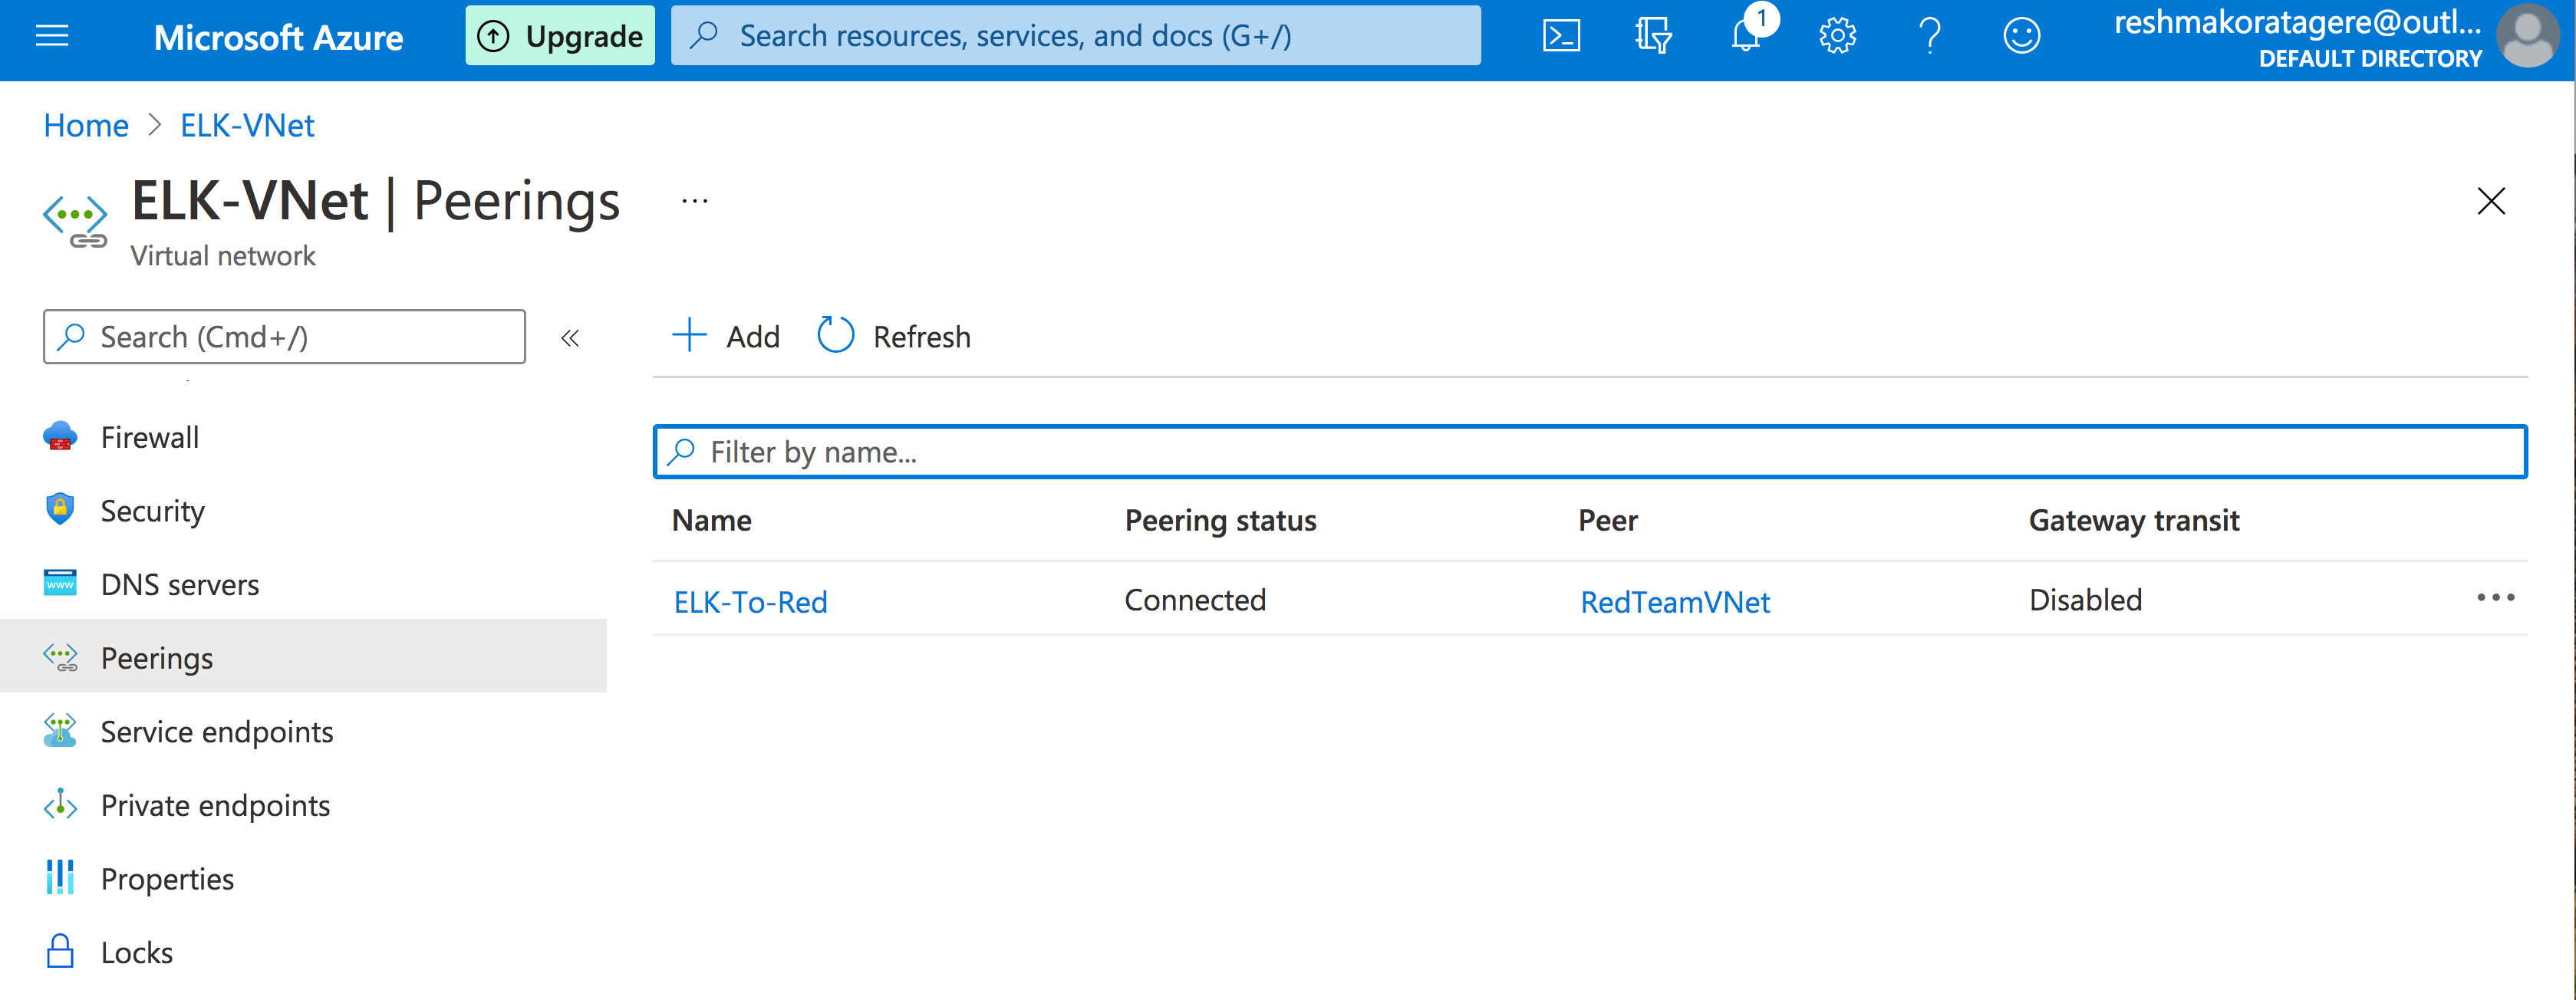 Microsoft Azure
Upgrade
Search resources, services, and docs (G+/)
1
reshmakoratagere@outl...
DEFAULT DIRECTORY
Home > ELK-VNet
ELK-VNet | Peerings ...
Virtual network
Search (Cmd+/)
«
Add
Refresh
Filter by name...
Name Peering status Peer Gateway transit
ELK-To-Red Connected RedTeamVNet Disabled ...
Firewall
Security
www
DNS servers
Peerings
Service endpoints
Private endpoints
Properties
Locks